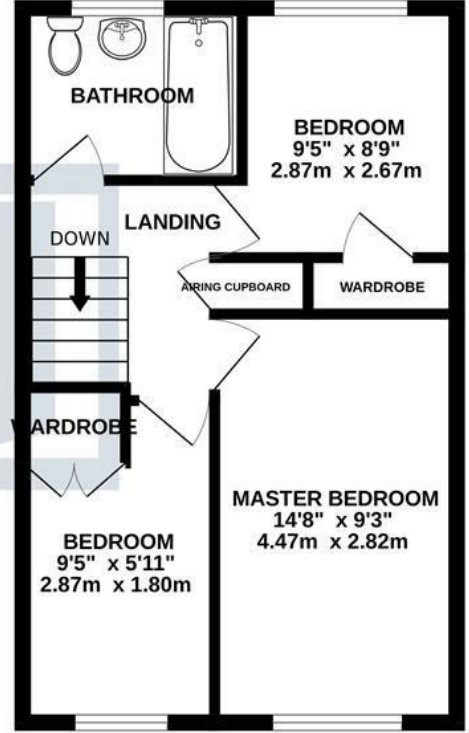 BATHROOM
BEDROOM
9'5" x 8'9"
2.87m x 2.67m
LANDING
DOWN
AIRING CUPBOARD
WARDROBE
WARDROBE
MASTER BEDROOM
14'8" x 9'3"
4.47m x 2.82m
BEDROOM
9'5" x 5'11"
2.87m x 1.80m